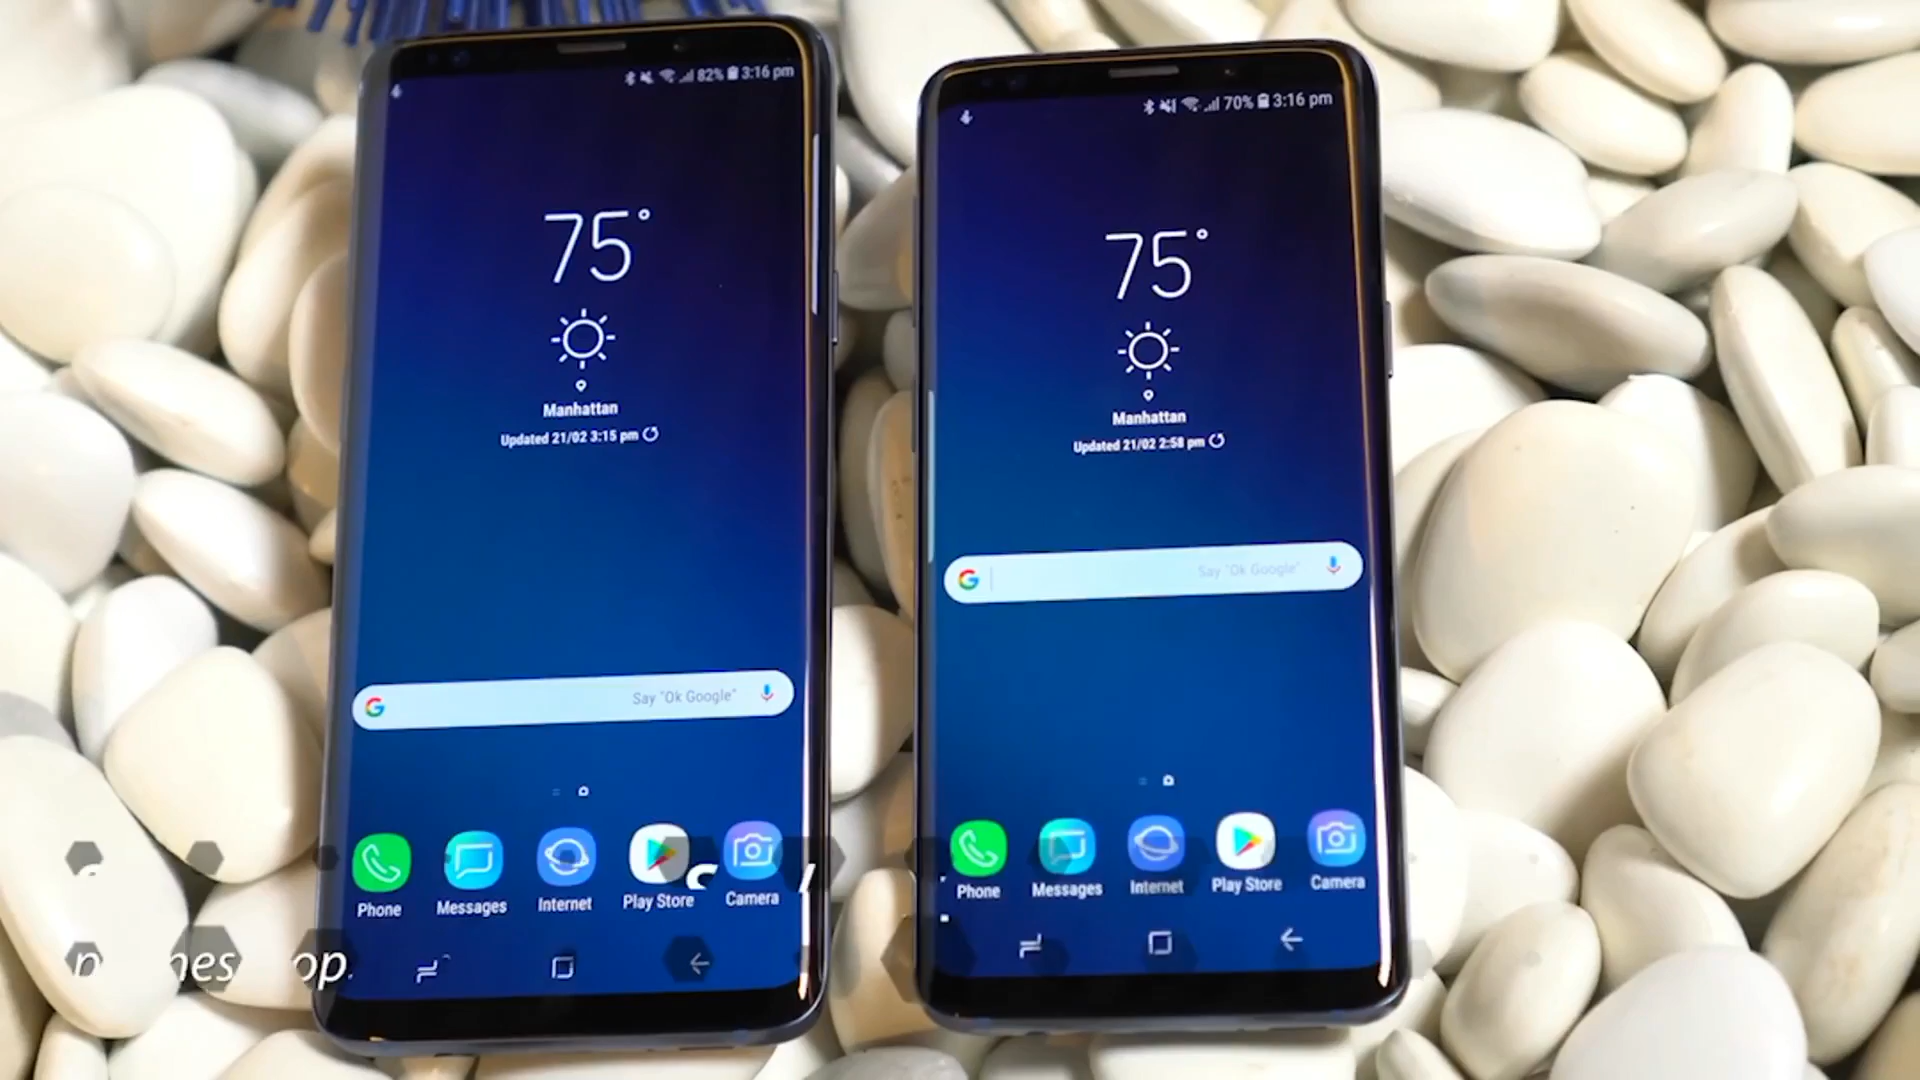 82% 3:16 pm
75°
Manhattan
Updated 21/02 3:15 pm
G Say "Ok Google"
Phone Messages Internet Play Store Camera
70% 3:16 pm
75°
Manhattan
Updated 21/02 2:58 pm
G Say "Ok Google"
Phone Messages Internet Play Store Camera